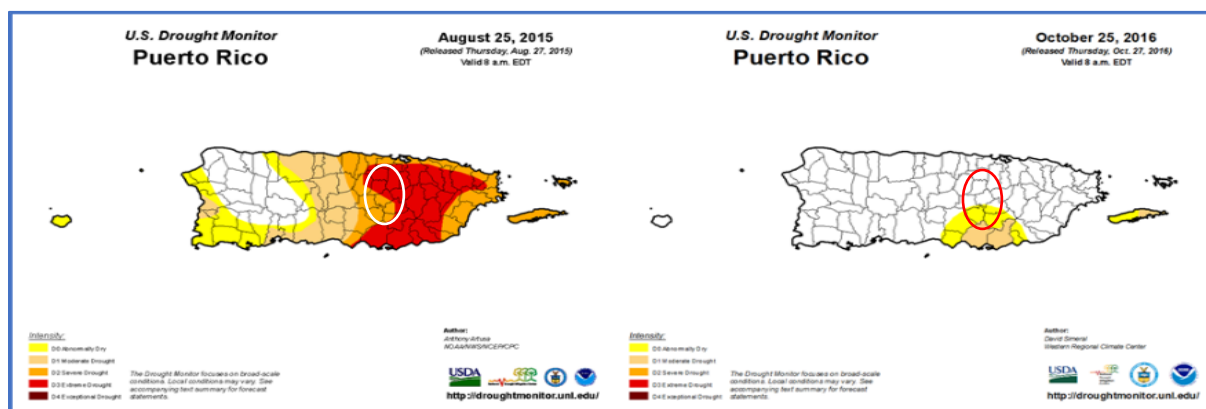 U.S. Drought Monitor
Puerto Rico
August 25, 2015
(Released Thursday, Aug. 27, 2015)
Valid 8 a.m. EDT
Intensity:
D0 Abnormally Dry
D1 Moderate Drought
D2 Severe Drought
D3 Extreme Drought
D4 Exceptional Drought
The Drought Monitor focuses on broad-scale
conditions. Local conditions may vary. See
accompanying text summary for forecast
statements.
Author:
Anthony Artusa
NOAA/NWS/NCEP/CPC
USDA
http://droughtmonitor.unl.edu/
U.S. Drought Monitor
Puerto Rico
October 25, 2016
(Released Thursday, Oct. 27, 2016)
Valid 8 a.m. EDT
Intensity:
D0 Abnormally Dry
D1 Moderate Drought
D2 Severe Drought
D3 Extreme Drought
D4 Exceptional Drought
The Drought Monitor focuses on broad-scale
conditions. Local conditions may vary. See
accompanying text summary for forecast
statements.
Author:
David Simeral
Western Regional Climate Center
USDA
http://droughtmonitor.unl.edu/